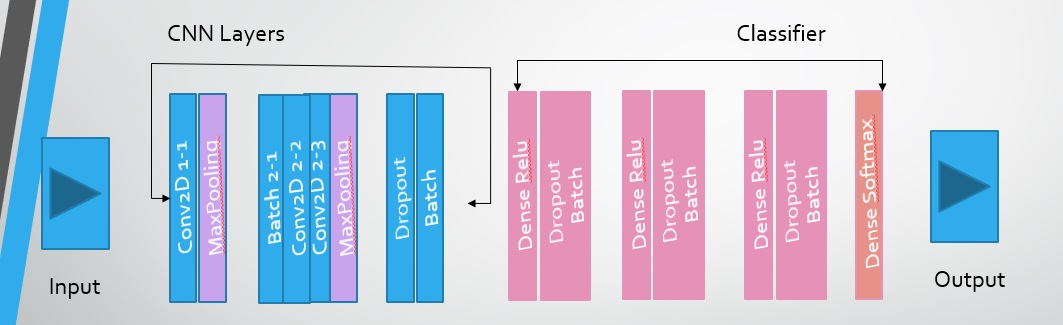 CNN Layers
Classifier
Input
Conv2D 1-1
MaxPooling
Batch 2-1
Conv2D 2-2
Conv2D 2-3
MaxPooling
Dropout
Batch
Dense Relu
Dropout
Batch
Dense Relu
Dropout
Batch
Dense Relu
Dropout
Batch
Dense Softmax
Output